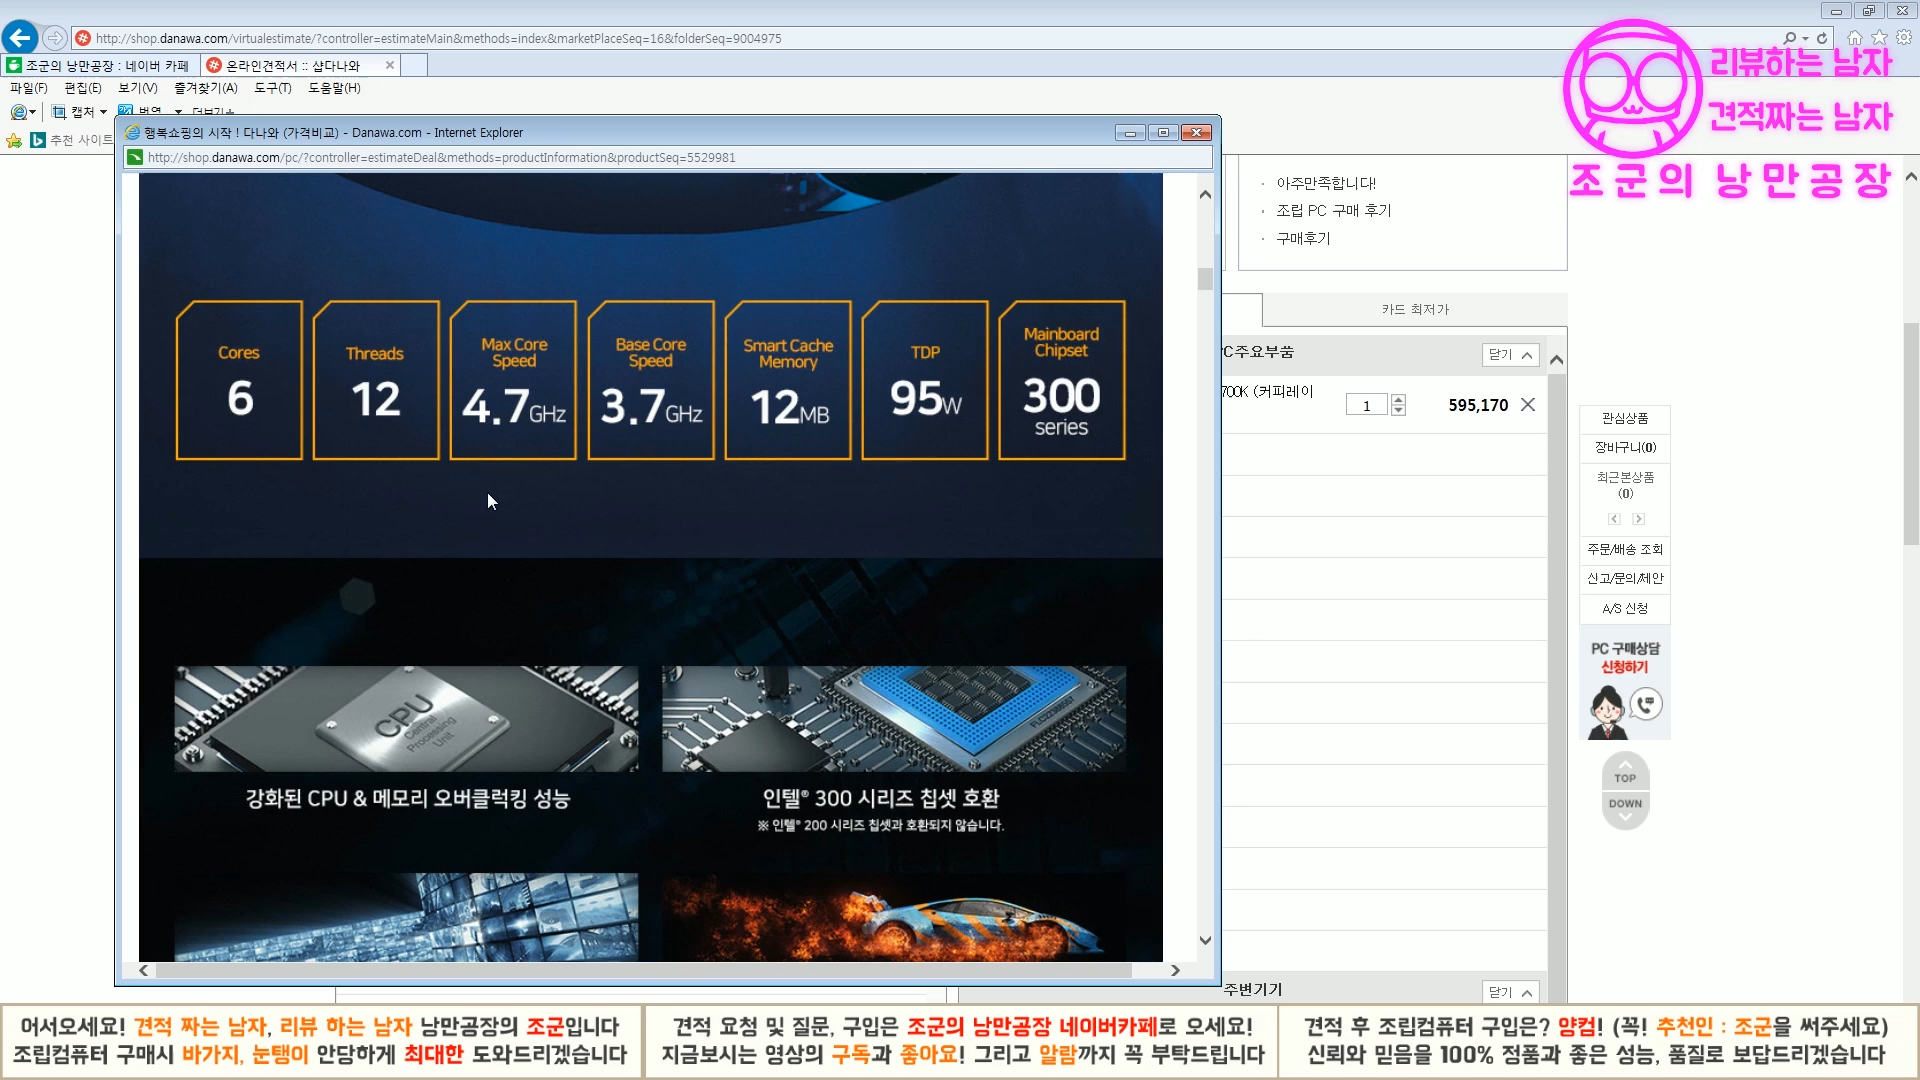 http://shop.danawa.com/virtualestimate/?controller=estimateMain&methods=index&marketPlaceSeq=16&folderSeq=9004975
조군의 낭만공장 : 네이버 카페
온라인견적서 :: 샵다나와
파일(F) 편집(E) 보기(V) 즐겨찾기(A) 도구(T) 도움말(H)
캡처
추천 사이트
리뷰하는 남자
견적짜는 남자
조군의 낭만공장
행복쇼핑의 시작 ! 다나와 (가격비교) - Danawa.com - Internet Explorer
http://shop.danawa.com/pc/?controller=estimateDeal&methods=productInformation&productSeq=5529981
Cores
6
Threads
12
Max Core
Speed
4.7GHz
Base Core
Speed
3.7GHz
Smart Cache
Memory
12MB
TDP
95W
Mainboard
Chipset
300
series
CPU
Central
Processing
Unit
강화된 CPU & 메모리 오버클럭킹 성능
인텔® 300 시리즈 칩셋 호환
※ 인텔® 200 시리즈 칩셋과 호환되지 않습니다.
· 아주만족합니다!
· 조립 PC 구매 후기
· 구매후기
카드 최저가
PC주요부품
닫기
700K (커피레이
1
595,170
주변기기
닫기
관심상품
장바구니(0)
최근본상품
(0)
주문/배송 조회
신고/문의/제안
A/S 신청
PC 구매상담
신청하기
TOP
DOWN
어서오세요! 견적 짜는 남자, 리뷰 하는 남자 낭만공장의 조군입니다
조립컴퓨터 구매시 바가지, 눈탱이 안담하게 최대한 도와드리겠습니다
견적 요청 및 질문, 구입은 조군의 낭만공장 네이버카페로 오세요!
지금보시는 영상의 구독과 좋아요! 그리고 알람까지 꼭 부탁드립니다
견적 후 조립컴퓨터 구입은? 양컴! (꼭! 추천인 : 조군을 써주세요)
신뢰와 믿음을 100% 정품과 좋은 성능, 품질로 보답드리겠습니다